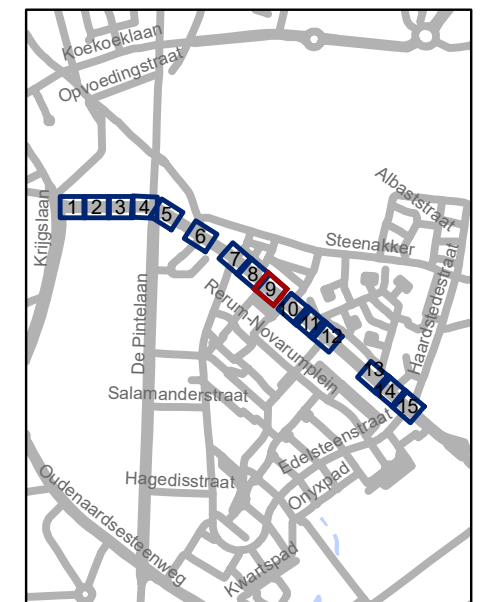 Koekoeklaan
Opvoedingstraat
Albaststraat
Krijgslaan
1 2 3 4 5
6
Steenakker
7
8
9
10
11
12
Haardstedestraat
De Pintelaan
Rerum-Novarumplein
13
14
15
Salamanderstraat
Edelsteenstraat
Hagedisstraat
Onyxpad
Oudenaardsesteenweg
Kwartspad